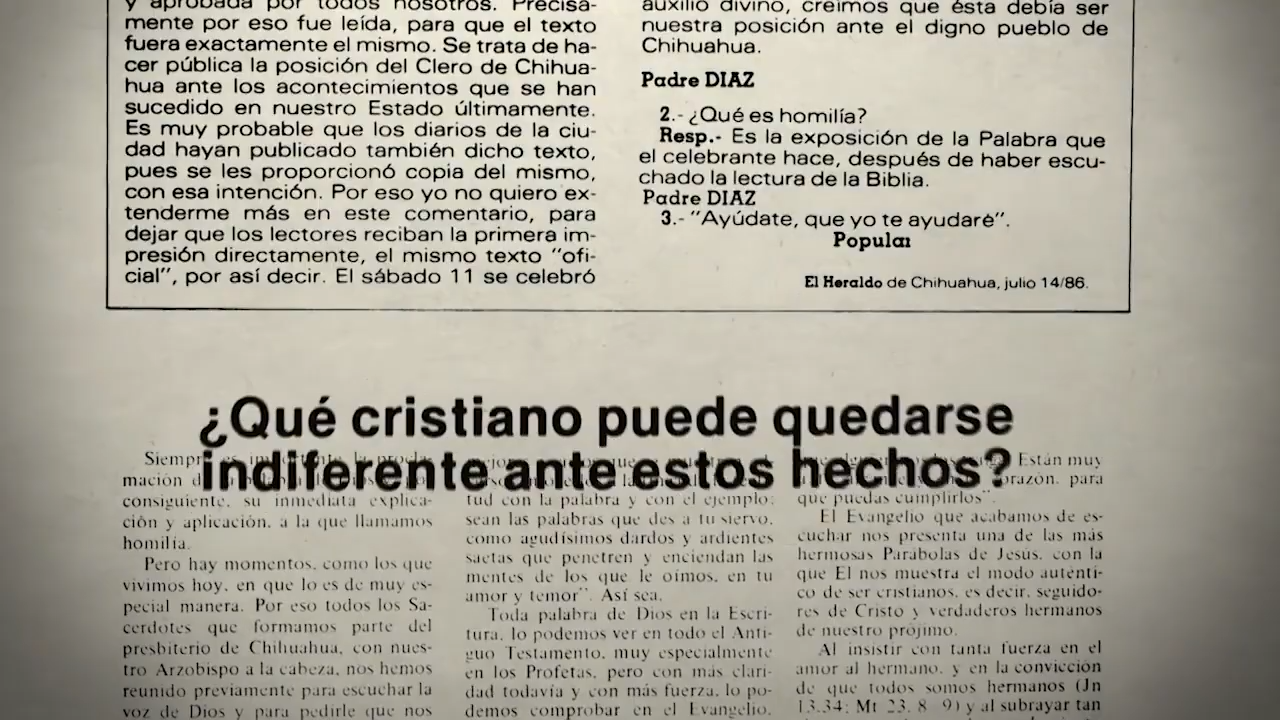 y aprobada por todos nosotros. Precisa-
mente por eso fue leída, para que el texto
fuera exactamente el mismo. Se trata de ha-
cer pública la posición del Clero de Chihua-
hua ante los acontecimientos que se han
sucedido en nuestro Estado últimamente.
Es muy probable que los diarios de la ciu-
dad hayan publicado también dicho texto,
pues se les proporcionó copia del mismo,
con esa intención. Por eso yo no quiero ex-
tenderme más en este comentario, para
dejar que los lectores reciban la primera im-
presión directamente, el mismo texto "ofi-
cial", por así decir. El sábado 11 se celebró
auxilio divino, creímos que ésta debía ser
nuestra posición ante el digno pueblo de
Chihuahua.
Padre DIAZ
2.- ¿Qué es homilía?
Resp.- Es la exposición de la Palabra que
el celebrante hace, después de haber escu-
chado la lectura de la Biblia.
Padre DIAZ
3.- "Ayúdate, que yo te ayudaré".
Popular
El Heraldo de Chihuahua, julio 14/86.
¿Qué cristiano puede quedarse
indiferente ante estos hechos?
mación
consiguiente, su inmediata explica-
ción y aplicación, a la que llamamos
homilía.
Pero hay momentos, como los que
vivimos hoy, en que lo es de muy es-
pecial manera. Por eso todos los Sa-
cerdotes que formamos parte del
presbiterio de Chihuahua, con nues-
tro Arzobispo a la cabeza, nos hemos
reunido previamente para escuchar la
voz de Dios y para pedirle que nos
tud con la palabra y con el ejemplo;
sean las palabras que des a tu siervo,
como agudísimos dardos y ardientes
saetas que penetren y enciendan las
mentes de los que le oímos, en tu
amor y temor". Así sea.
Toda palabra de Dios en la Escri-
tura, lo podemos ver en todo el Anti-
guo Testamento, muy especialmente
en los Profetas, pero con más clari-
dad todavía y con más fuerza, lo po-
demos comprobar en el Evangelio.
Están muy
para
que puedas cumplirlos".
El Evangelio que acabamos de es-
cuchar nos presenta una de las más
hermosas Parábolas de Jesús, con la
que El nos muestra el modo autenti-
co de ser cristianos, es decir, seguido-
res de Cristo y verdaderos hermanos
de nuestro prójimo.
Al insistir con tanta fuerza en el
amor al hermano, y en la convicción
de que todos somos hermanos (Jn
13,34; Mt 23, 8 9) y al subrayar tan